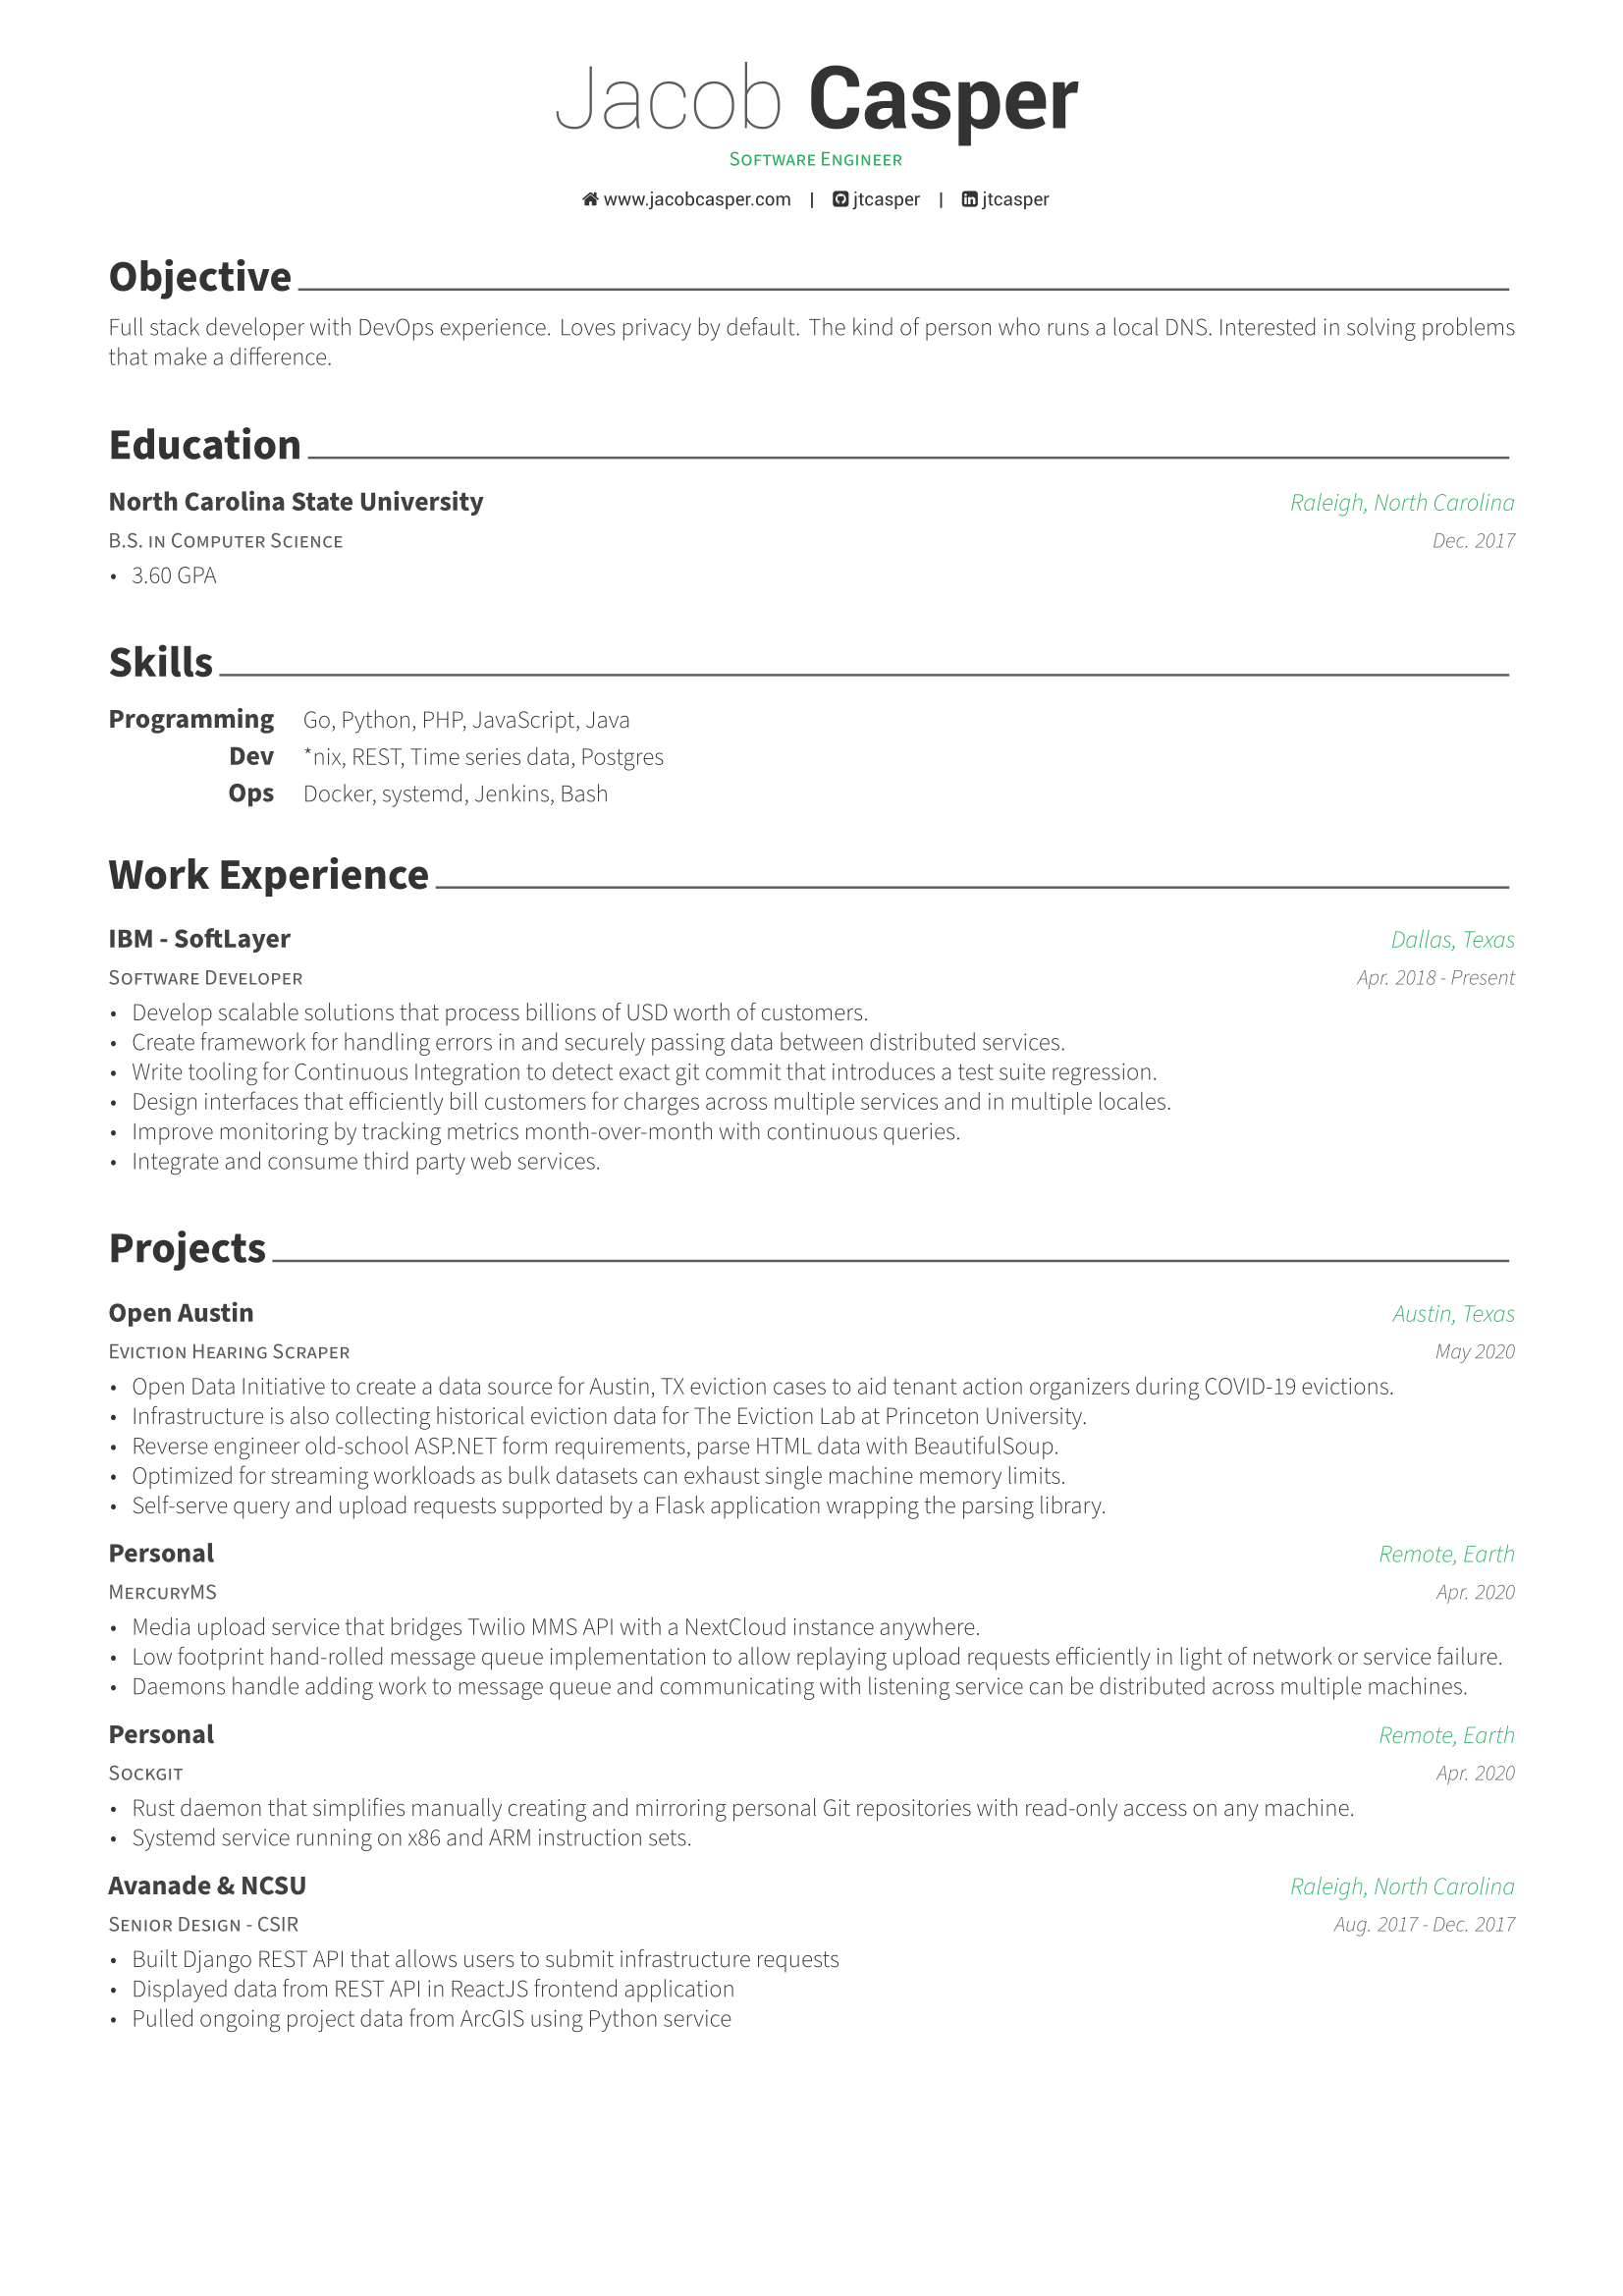 Jacob Casper
Software Engineer
www.jacobcasper.com | jtcasper | jtcasper
Objective
Full stack developer with DevOps experience. Loves privacy by default. The kind of person who runs a local DNS. Interested in solving problems
that make a difference.
Education
North Carolina State University Raleigh, North Carolina
B.S. in Computer Science Dec. 2017
• 3.60 GPA
Skills
Programming Go, Python, PHP, JavaScript, Java
Dev *nix, REST, Time series data, Postgres
Ops Docker, systemd, Jenkins, Bash
Work Experience
IBM - SoftLayer Dallas, Texas
Software Developer Apr. 2018 - Present
• Develop scalable solutions that process billions of USD worth of customers.
• Create framework for handling errors in and securely passing data between distributed services.
• Write tooling for Continuous Integration to detect exact git commit that introduces a test suite regression.
• Design interfaces that efficiently bill customers for charges across multiple services and in multiple locales.
• Improve monitoring by tracking metrics month-over-month with continuous queries.
• Integrate and consume third party web services.
Projects
Open Austin Austin, Texas
Eviction Hearing Scraper May 2020
• Open Data Initiative to create a data source for Austin, TX eviction cases to aid tenant action organizers during COVID-19 evictions.
• Infrastructure is also collecting historical eviction data for The Eviction Lab at Princeton University.
• Reverse engineer old-school ASP.NET form requirements, parse HTML data with BeautifulSoup.
• Optimized for streaming workloads as bulk datasets can exhaust single machine memory limits.
• Self-serve query and upload requests supported by a Flask application wrapping the parsing library.
Personal Remote, Earth
MercuryMS Apr. 2020
• Media upload service that bridges Twilio MMS API with a NextCloud instance anywhere.
• Low footprint hand-rolled message queue implementation to allow replaying upload requests efficiently in light of network or service failure.
• Daemons handle adding work to message queue and communicating with listening service can be distributed across multiple machines.
Personal Remote, Earth
Sockgit Apr. 2020
• Rust daemon that simplifies manually creating and mirroring personal Git repositories with read-only access on any machine.
• Systemd service running on x86 and ARM instruction sets.
Avanade & NCSU Raleigh, North Carolina
Senior Design - CSIR Aug. 2017 - Dec. 2017
• Built Django REST API that allows users to submit infrastructure requests
• Displayed data from REST API in ReactJS frontend application
• Pulled ongoing project data from ArcGIS using Python service